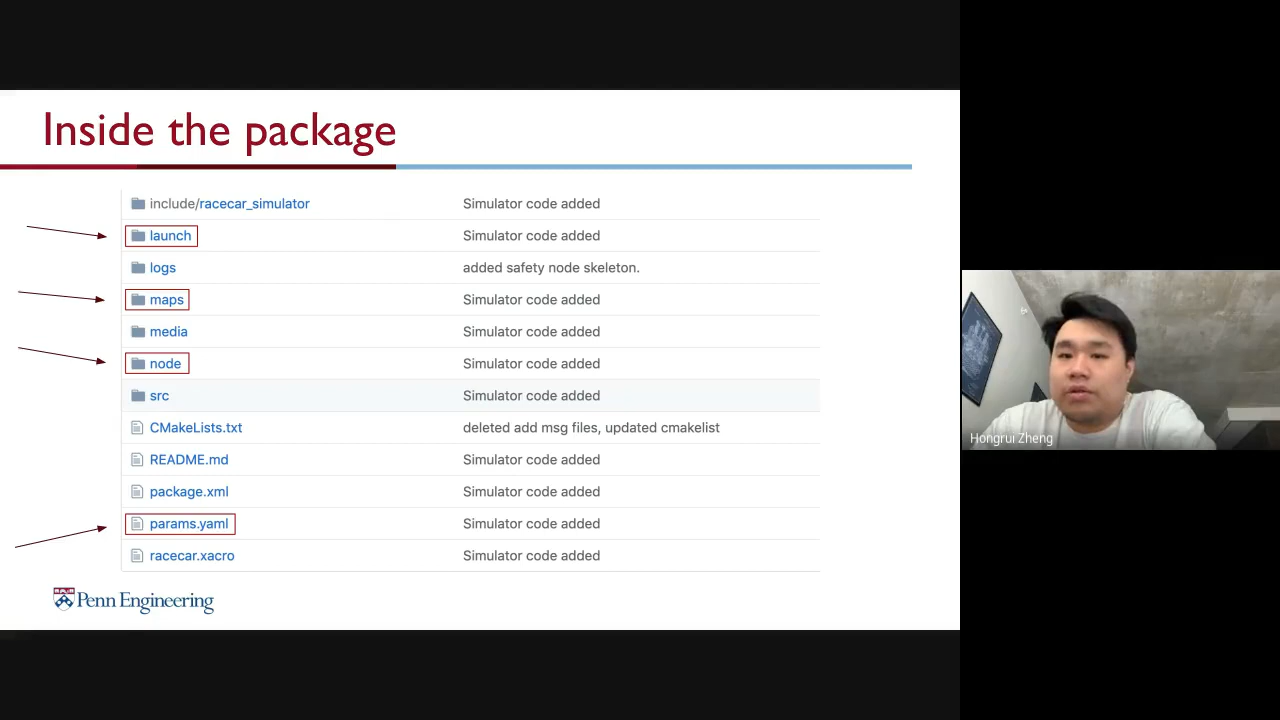 Inside the package
include/racecar_simulator Simulator code added
launch Simulator code added
logs added safety node skeleton.
maps Simulator code added
media Simulator code added
node Simulator code added
src Simulator code added
CMakeLists.txt deleted add msg files, updated cmakelist
README.md Simulator code added
package.xml Simulator code added
params.yaml Simulator code added
racecar.xacro Simulator code added
Penn Engineering
Hongrui Zheng